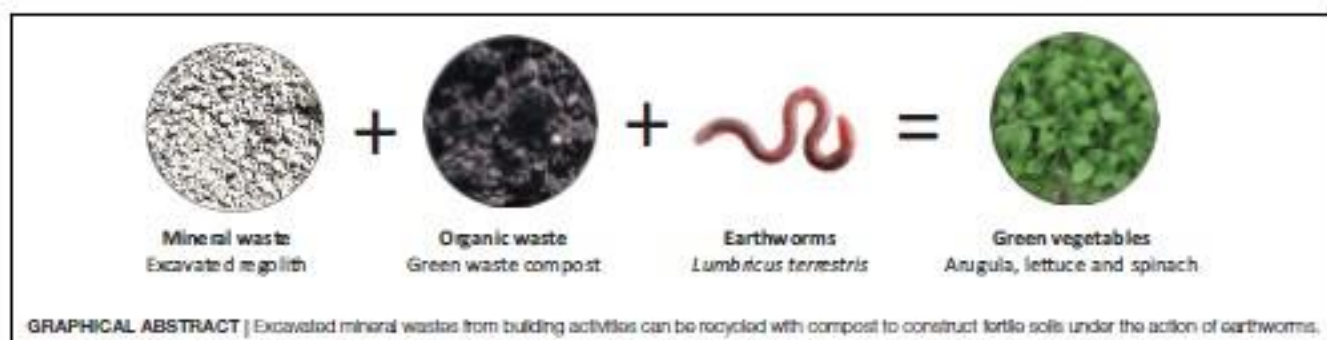 + + =
Mineral waste Organic waste Earthworms Green vegetables
Excavated regolith Green waste compost Lumbricus terrestris Arugula, lettuce and spinach
GRAPHICAL ABSTRACT | Excavated mineral wastes from building activities can be recycled with compost to construct fertile soils under the action of earthworms.